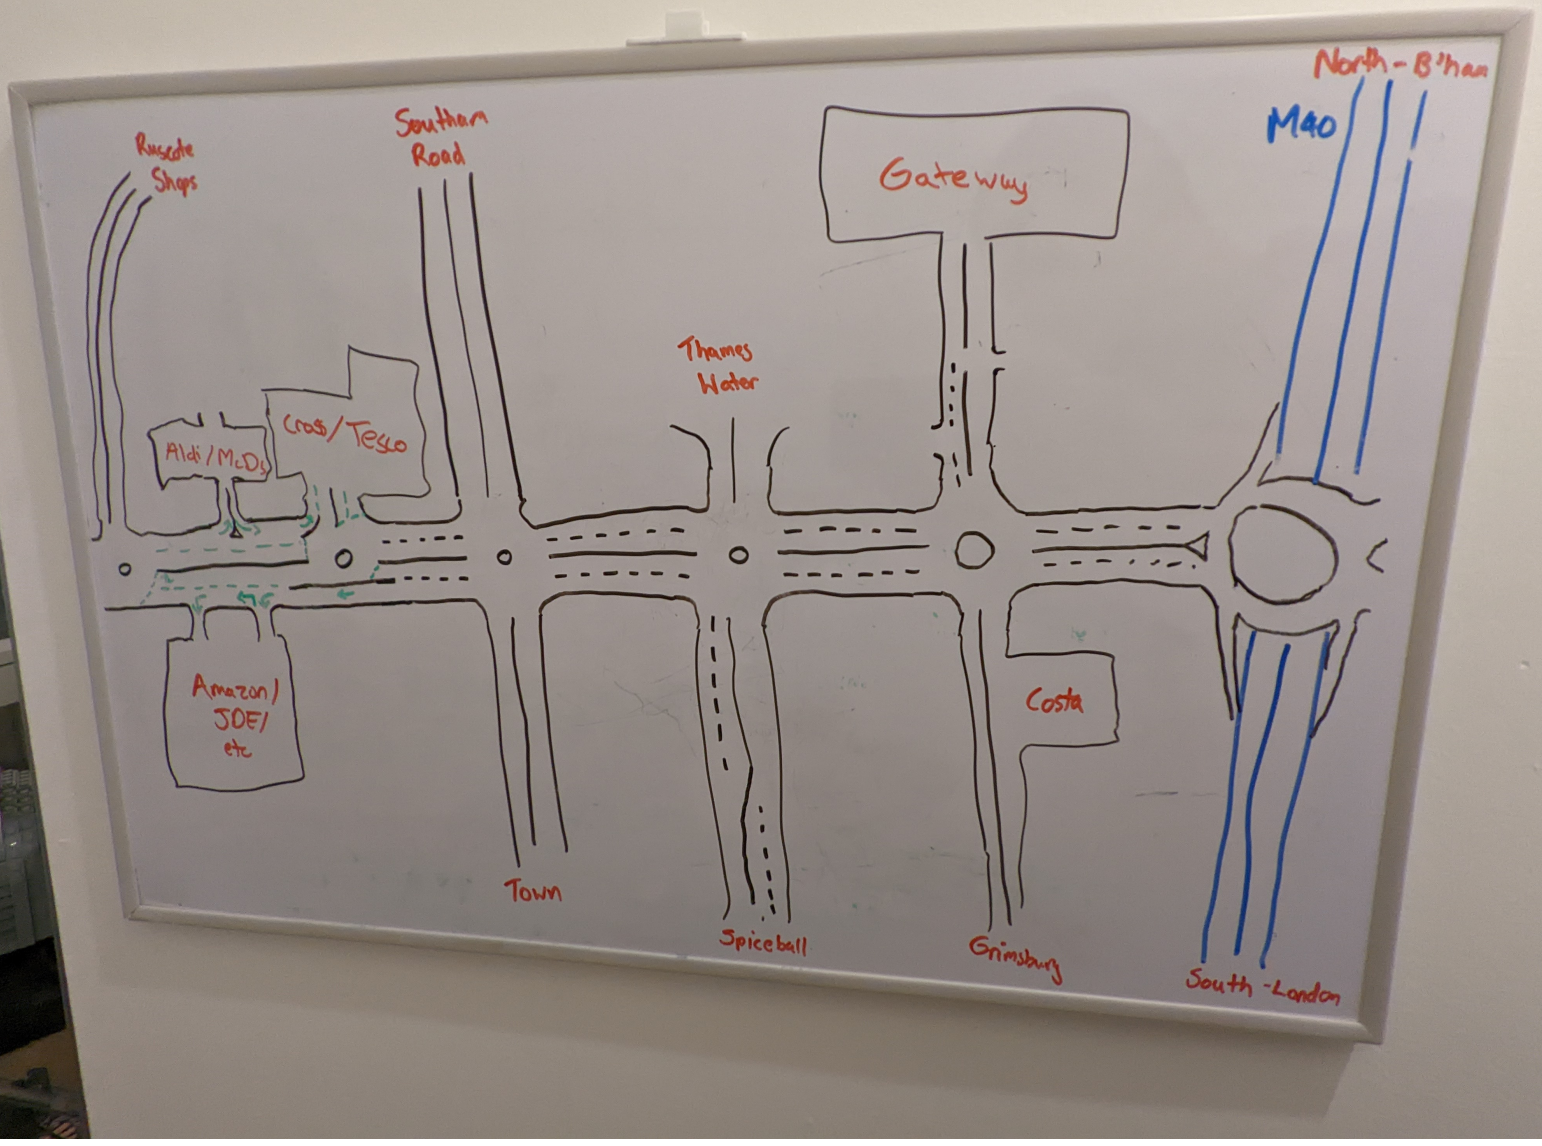 North - B'ham
M40
Southam
Road
Ruscote
Shops
Gateway
Thames
Water
Cross/Tesco
Aldi/McDs
Amazon/
JDE/
etc
Costa
Town
Spiceball
Grimsbury
South - London